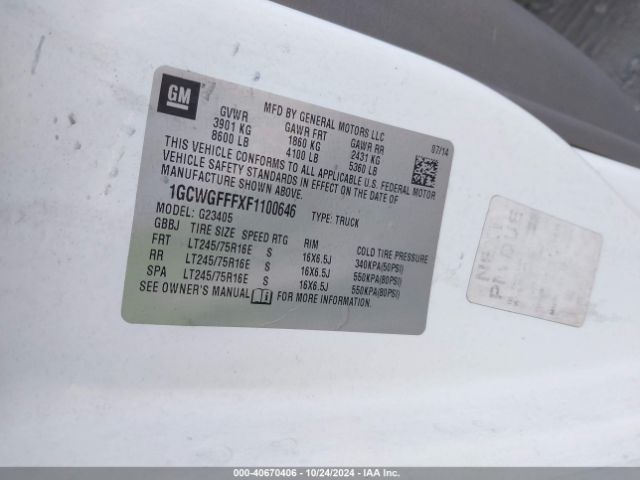 GM
MFD BY GENERAL MOTORS LLC
07/14
GVWR GAWR FRT GAWR RR
3901 KG 1860 KG 2431 KG
8600 LB 4100 LB 5360 LB
THIS VEHICLE CONFORMS TO ALL APPLICABLE U.S. FEDERAL MOTOR
VEHICLE SAFETY STANDARDS IN EFFECT ON THE DATE OF
MANUFACTURE SHOWN ABOVE.
1GCWGFFFXF1100646 TYPE: TRUCK
MODEL: G23405
GBBJ TIRE SIZE SPEED RTG RIM COLD TIRE PRESSURE
FRT LT245/75R16E S 16X6.5J 340KPA(50PSI)
RR LT245/75R16E S 16X6.5J 550KPA(80PSI)
SPA LT245/75R16E S 16X6.5J 550KPA(80PSI)
SEE OWNER'S MANUAL FOR MORE INFORMATION.
000-40670406 - 10/24/2024 - IAA Inc.